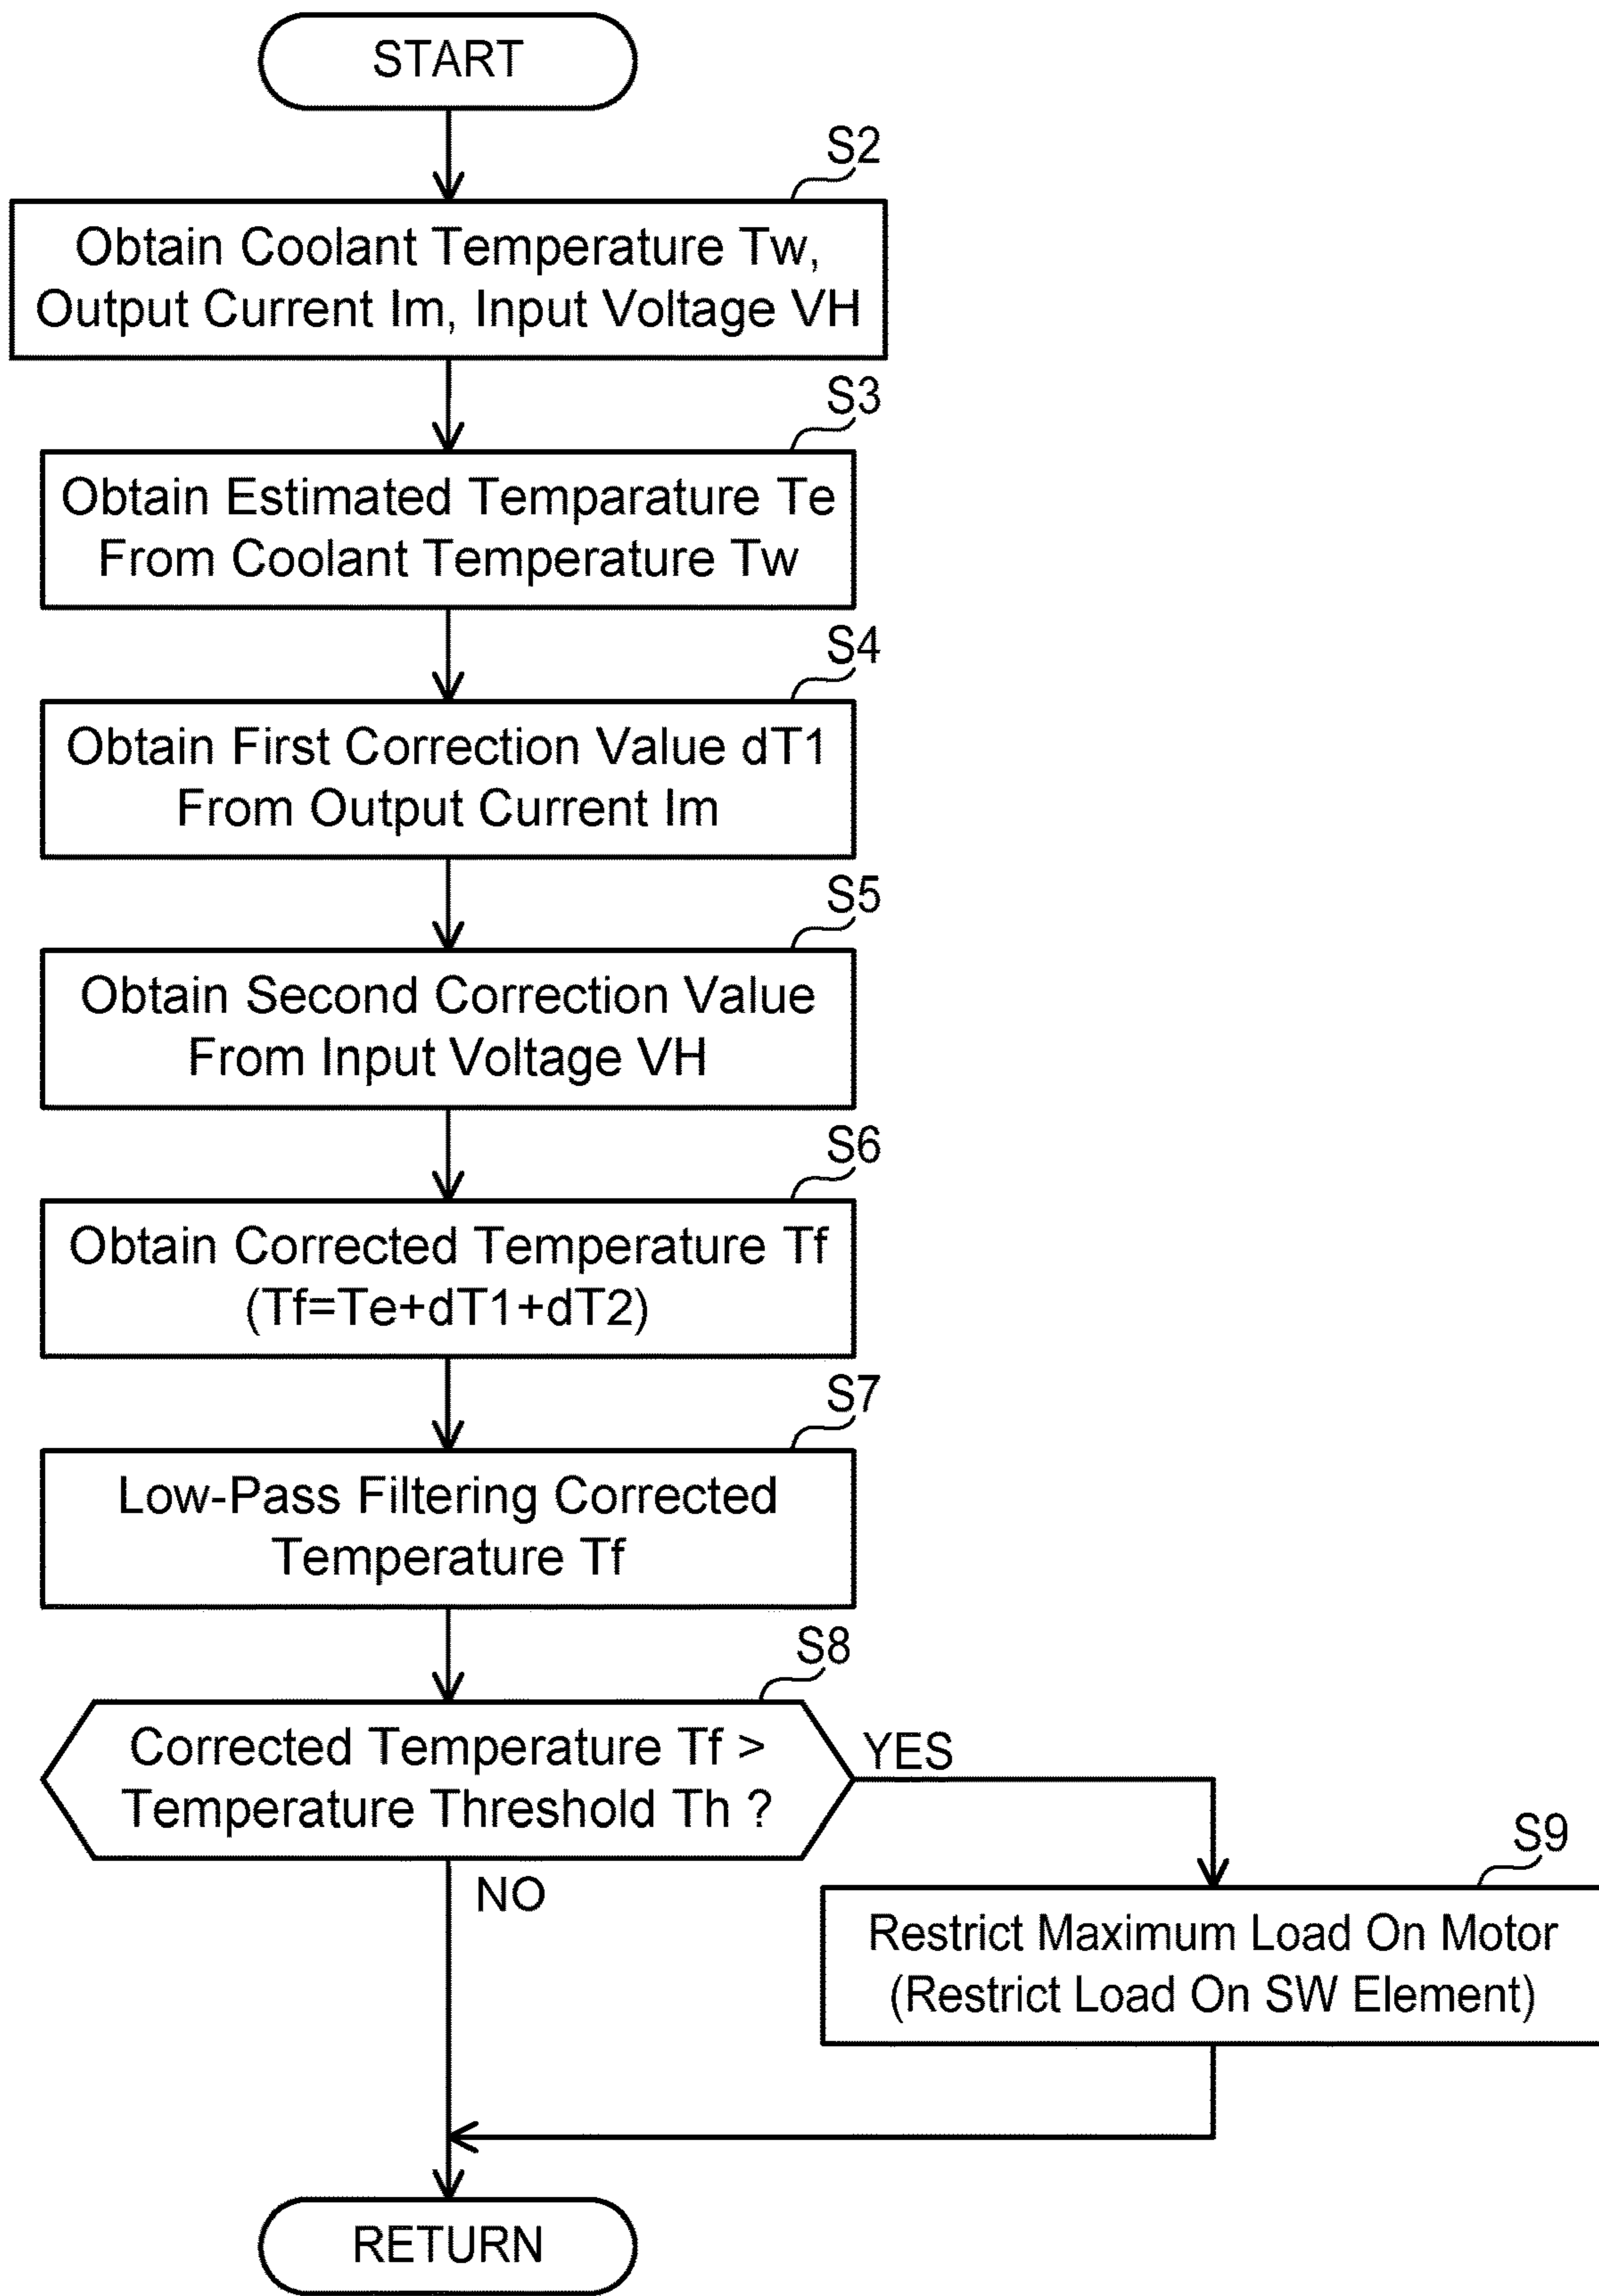 START
S2
Obtain Coolant Temperature Tw,
Output Current Im, Input Voltage VH
S3
Obtain Estimated Temparature Te
From Coolant Temperature Tw
S4
Obtain First Correction Value dT1
From Output Current Im
S5
Obtain Second Correction Value
From Input Voltage VH
S6
Obtain Corrected Temperature Tf
(Tf=Te+dT1+dT2)
S7
Low-Pass Filtering Corrected
Temperature Tf
S8
Corrected Temperature Tf >
Temperature Threshold Th ?
YES
NO
S9
Restrict Maximum Load On Motor
(Restrict Load On SW Element)
RETURN